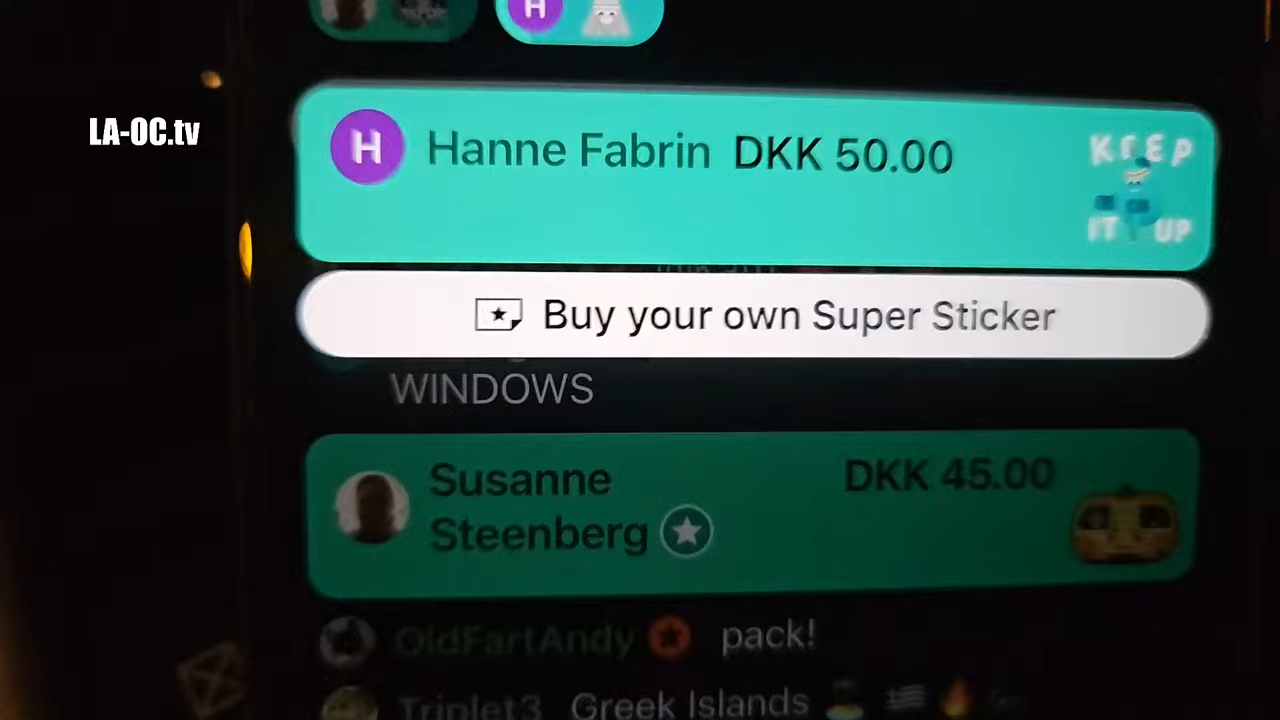 H
LA-OC.tv
H Hanne Fabrin DKK 50.00
KEEP
IT UP
Buy your own Super Sticker
WINDOWS
Susanne DKK 45.00
Steenberg
OldFartAndy pack!
Triplet3 Greek Islands